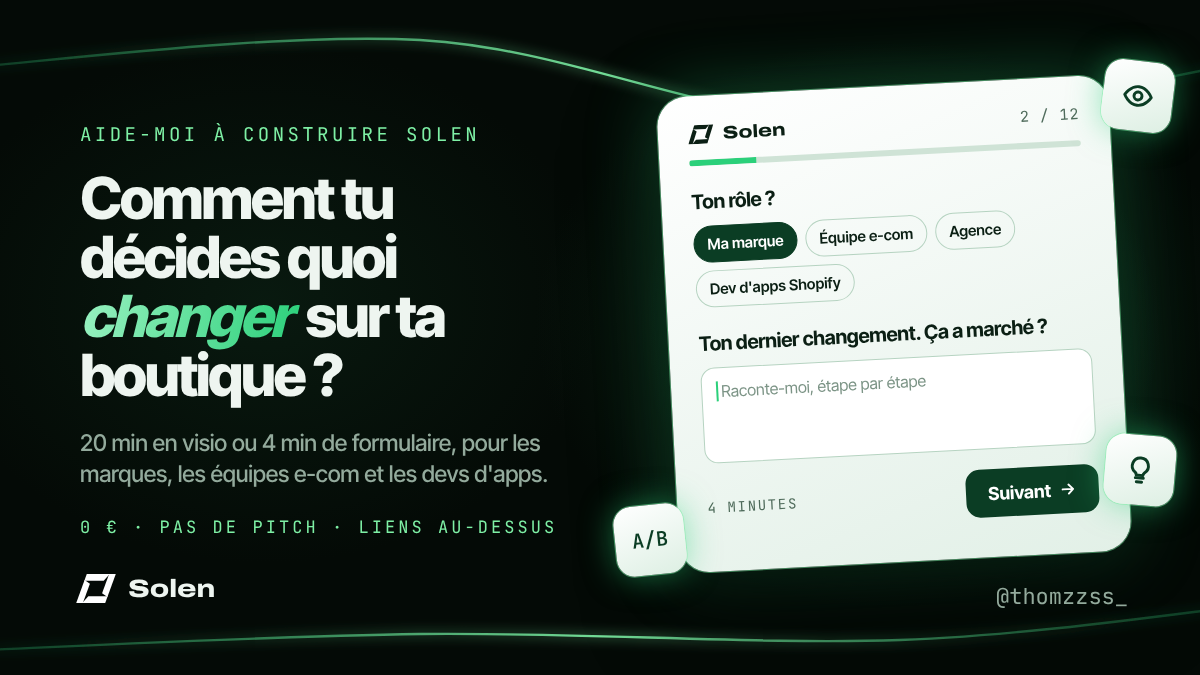 AIDE-MOI À CONSTRUIRE SOLEN
Comment tu
décides quoi
changer sur ta
boutique ?
20 min en visio ou 4 min de formulaire, pour les
marques, les équipes e-com et les devs d'apps.
0 € · PAS DE PITCH · LIENS AU-DESSUS
Solen
Solen
2 / 12
Ton rôle ?
Ma marque
Équipe e-com
Agence
Dev d'apps Shopify
Ton dernier changement. Ça a marché ?
Raconte-moi, étape par étape
4 MINUTES
Suivant →
A/B
@thomzzss_